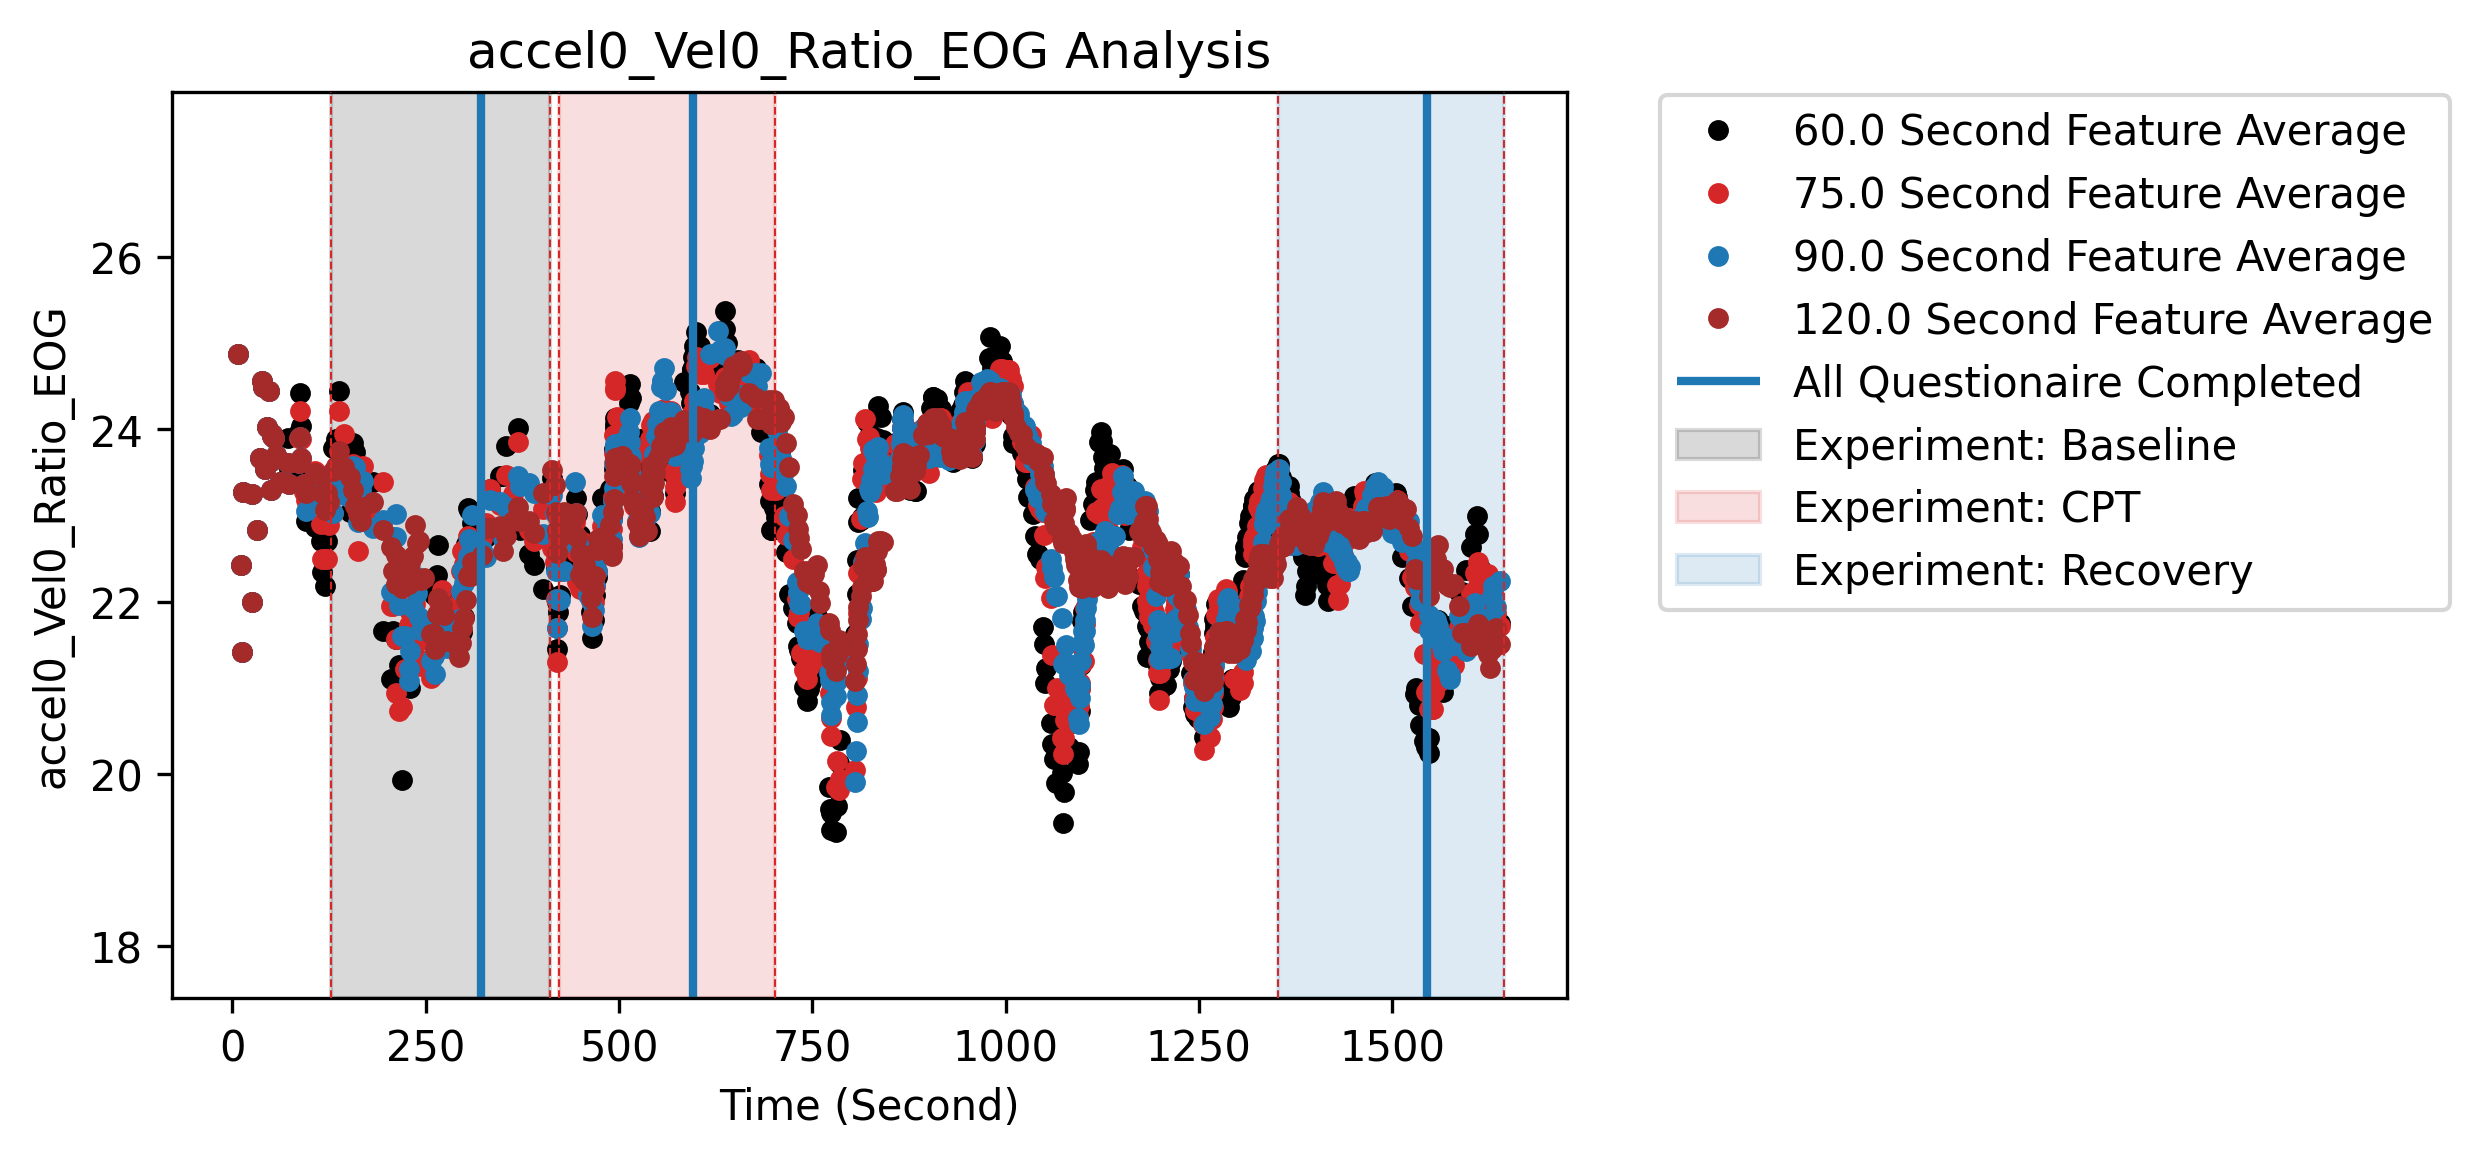 accel0_Vel0_Ratio_EOG Analysis
accel0_Vel0_Ratio_EOG
26
24
22
20
18
0 250 500 750 1000 1250 1500
Time (Second)
60.0 Second Feature Average
75.0 Second Feature Average
90.0 Second Feature Average
120.0 Second Feature Average
All Questionaire Completed
Experiment: Baseline
Experiment: CPT
Experiment: Recovery